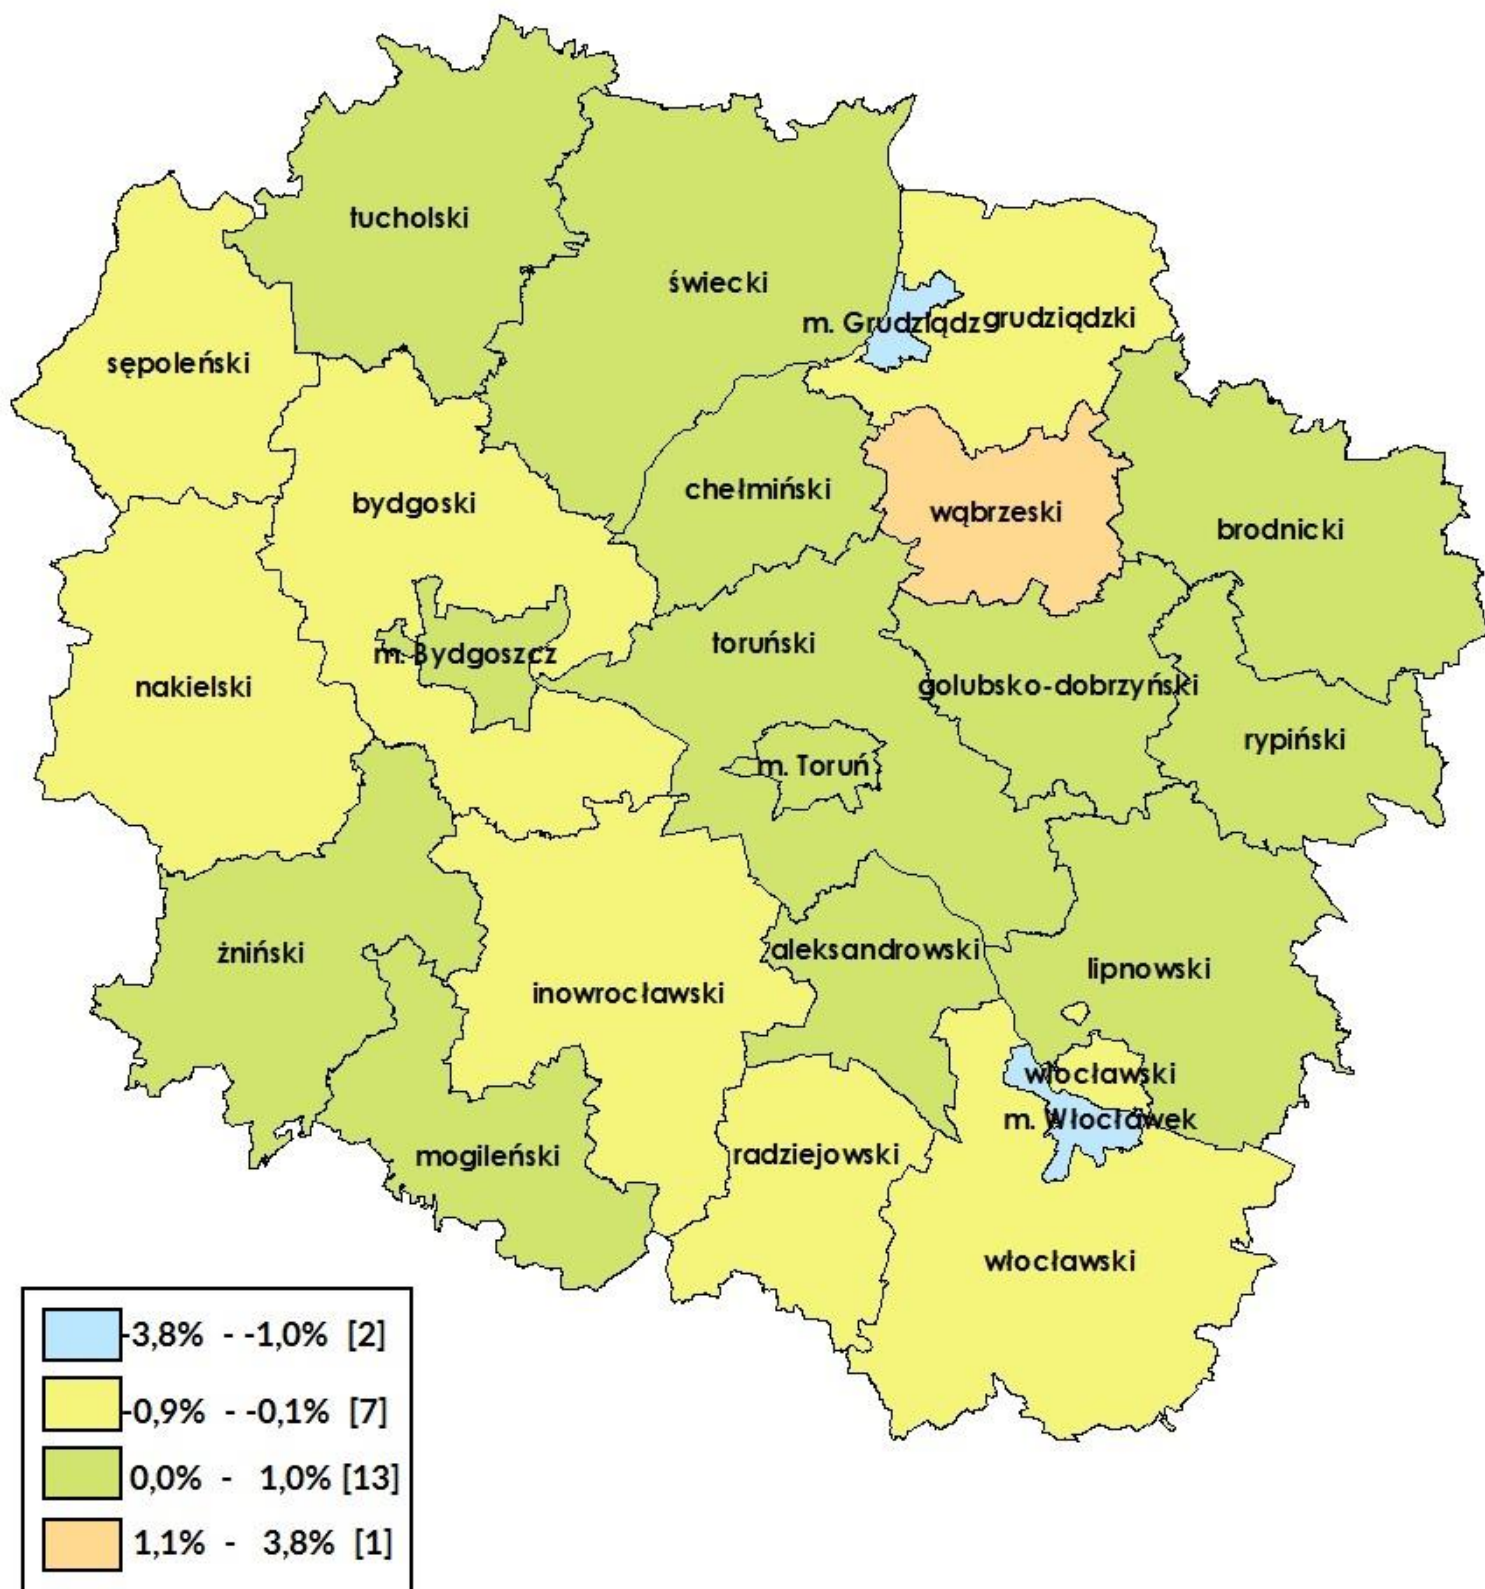 tucholski
świecki
m. Grudziądz
grudziądzki
sępoleński
chełmiński
bydgoski
wąbrzeski
brodnicki
toruński
m. Bydgoszcz
nakielski
golubsko-dobrzyński
rypiński
m. Toruń
żniński
aleksandrowski
lipnowski
inowrocławski
włocławski
m. Włocławek
mogileński
radziejowski
włocławski
-3,8% - -1,0% [2]
-0,9% - -0,1% [7]
0,0% - 1,0% [13]
1,1% - 3,8% [1]